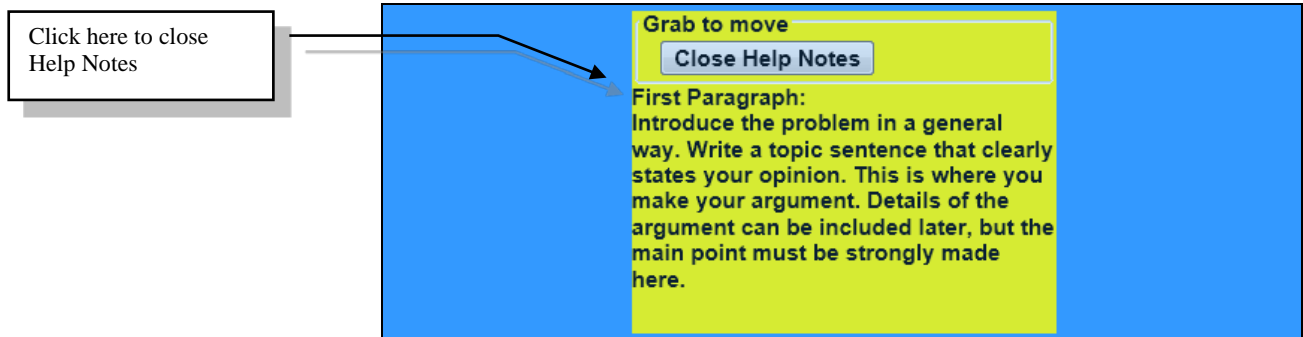 Click here to close
Help Notes
Grab to move
Close Help Notes
First Paragraph:
Introduce the problem in a general
way. Write a topic sentence that clearly
states your opinion. This is where you
make your argument. Details of the
argument can be included later, but the
main point must be strongly made
here.